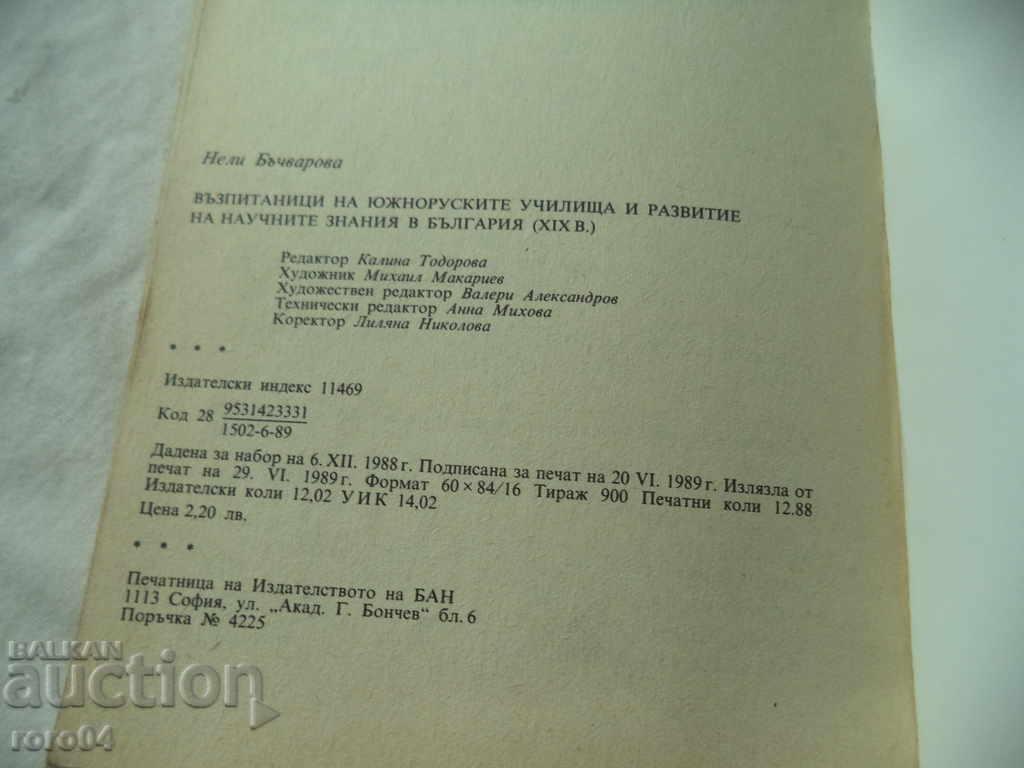 Нели Бъчварова
ВЪЗПИТАНИЦИ НА ЮЖНОРУСКИТЕ УЧИЛИЩА И РАЗВИТИЕ
НА НАУЧНИТЕ ЗНАНИЯ В БЪЛГАРИЯ (XIX В.)
Редактор Калина Тодорова
Художник Михаил Макариев
Художествен редактор Валери Александров
Технически редактор Анна Михова
Коректор Лиляна Николова
* * *
Издателски индекс 11469
Код 28 9531423331
1502-6-89
Дадена за набор на 6. XII. 1988 г. Подписана за печат на 20 VI. 1989 г. Излязла от
печат на 29. VI. 1989 г. Формат 60×84/16 Тираж 900 Печатни коли 12.88
Издателски коли 12,02 УИК 14,02
Цена 2,20 лв.
* * *
Печатница на Издателството на БАН
1113 София, ул. „Акад. Г. Бончев“ бл. 6
Поръчка № 4225
BALKAN
auction
roro04